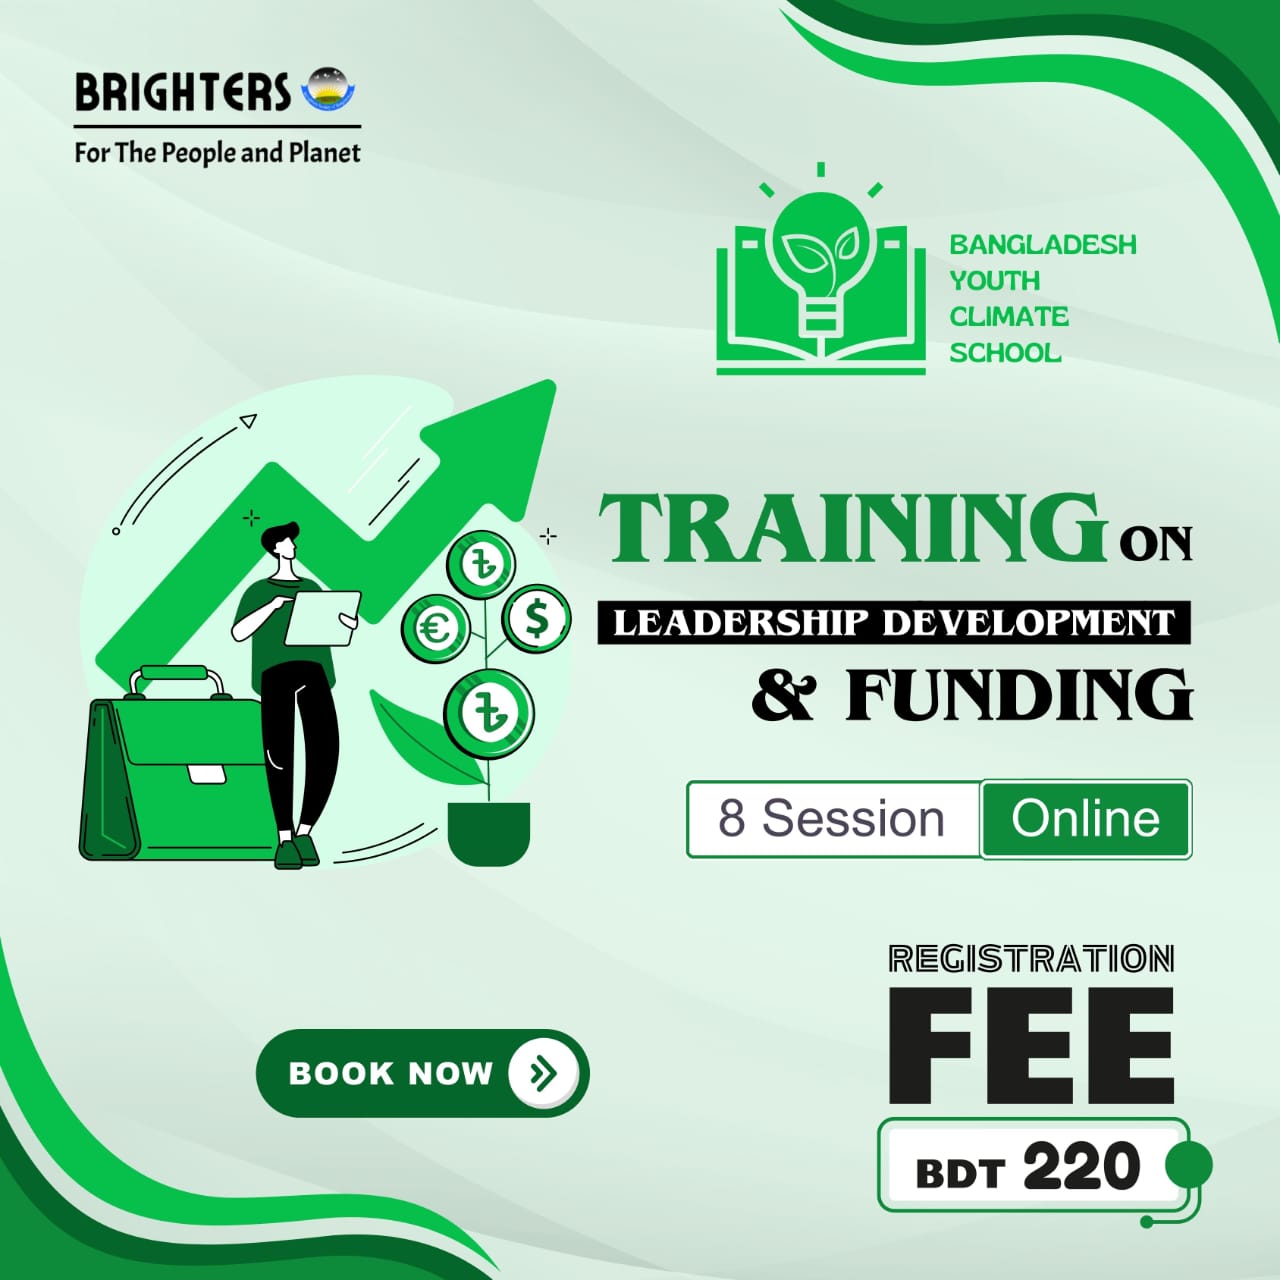 BRIGHTERS
For The People and Planet
BANGLADESH
YOUTH
CLIMATE
SCHOOL
TRAINING ON
LEADERSHIP DEVELOPMENT
& FUNDING
8 Session Online
৳
€
$
৳
REGISTRATION
FEE
BDT 220
BOOK NOW